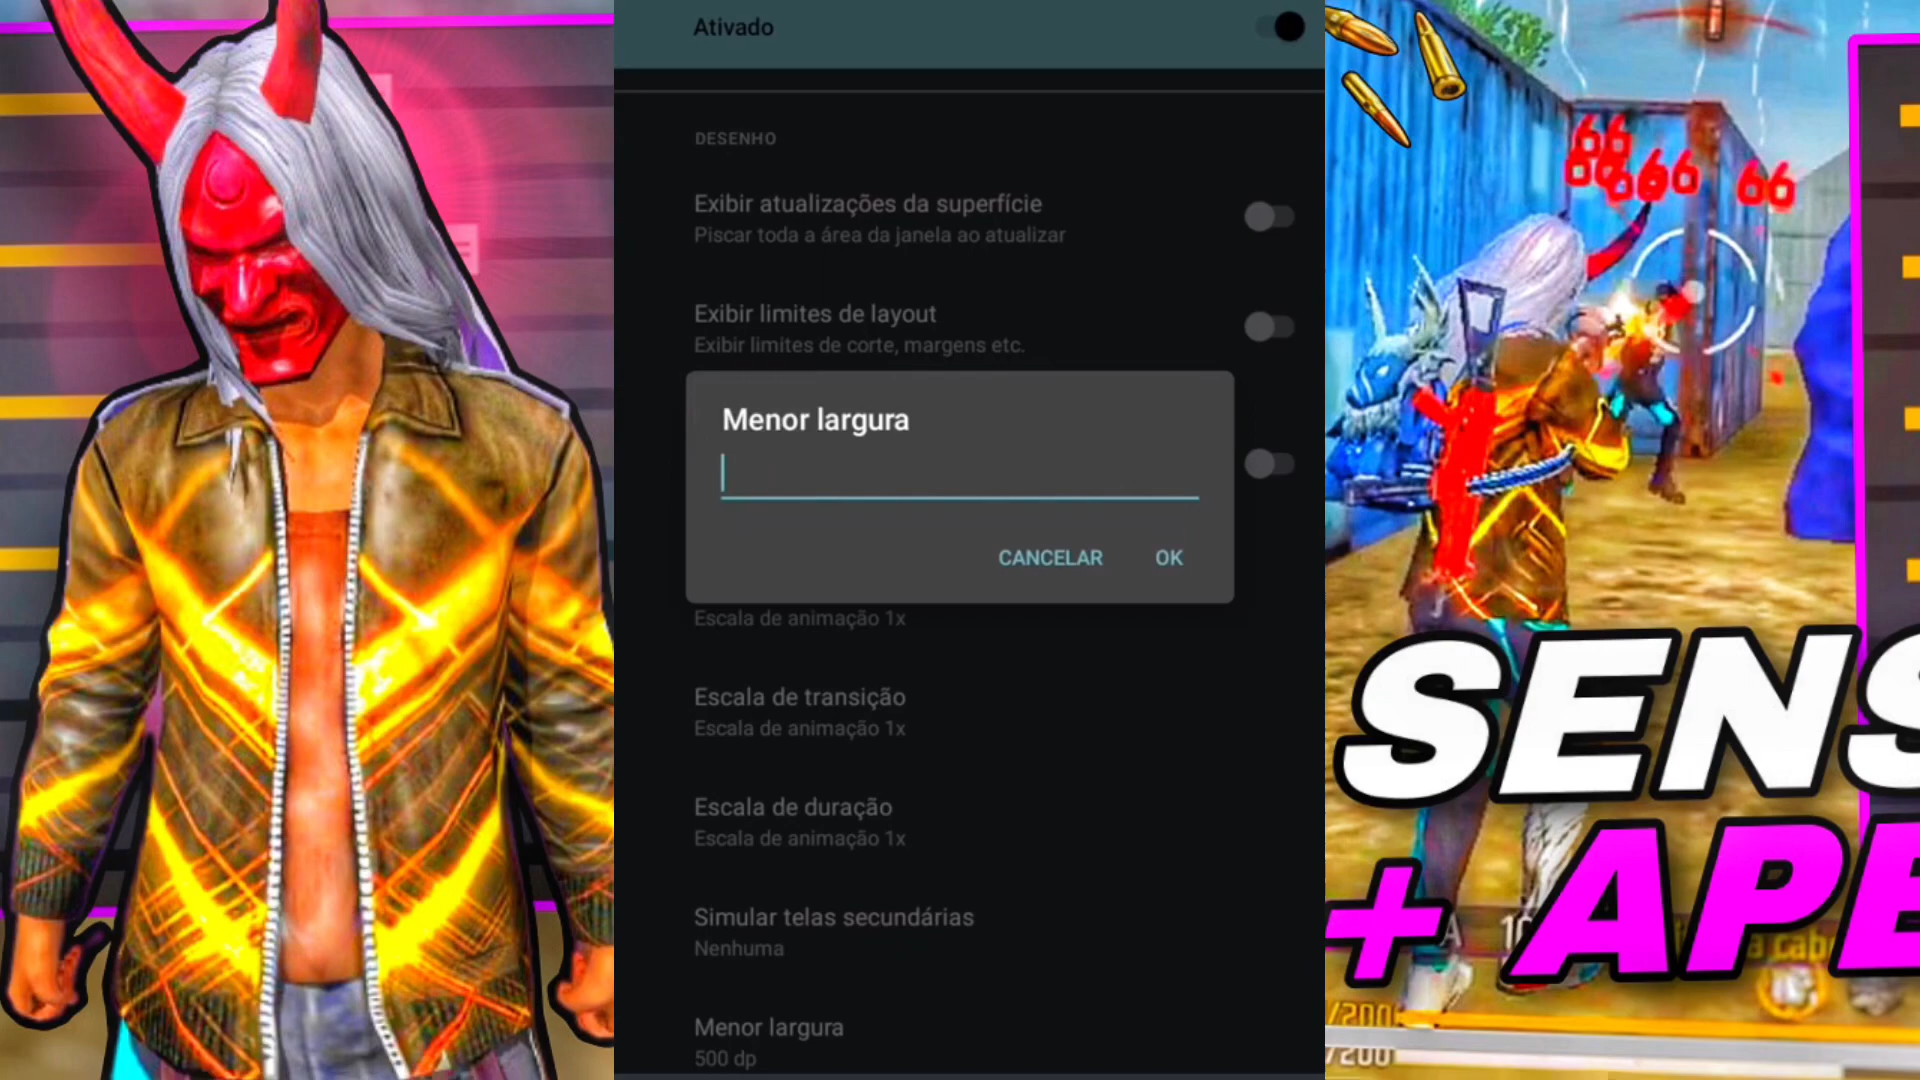 Ativado
DESENHO
Exibir atualizações da superfície
Piscar toda a área da janela ao atualizar
Exibir limites de layout
Exibir limites de corte, margens etc.
Menor largura
CANCELAR OK
Escala de animação 1x
Escala de transição
Escala de animação 1x
Escala de duração
Escala de animação 1x
Simular telas secundárias
Nenhuma
Menor largura
500 dp
66
66
66
66
SENS
+ APE
/200
/200